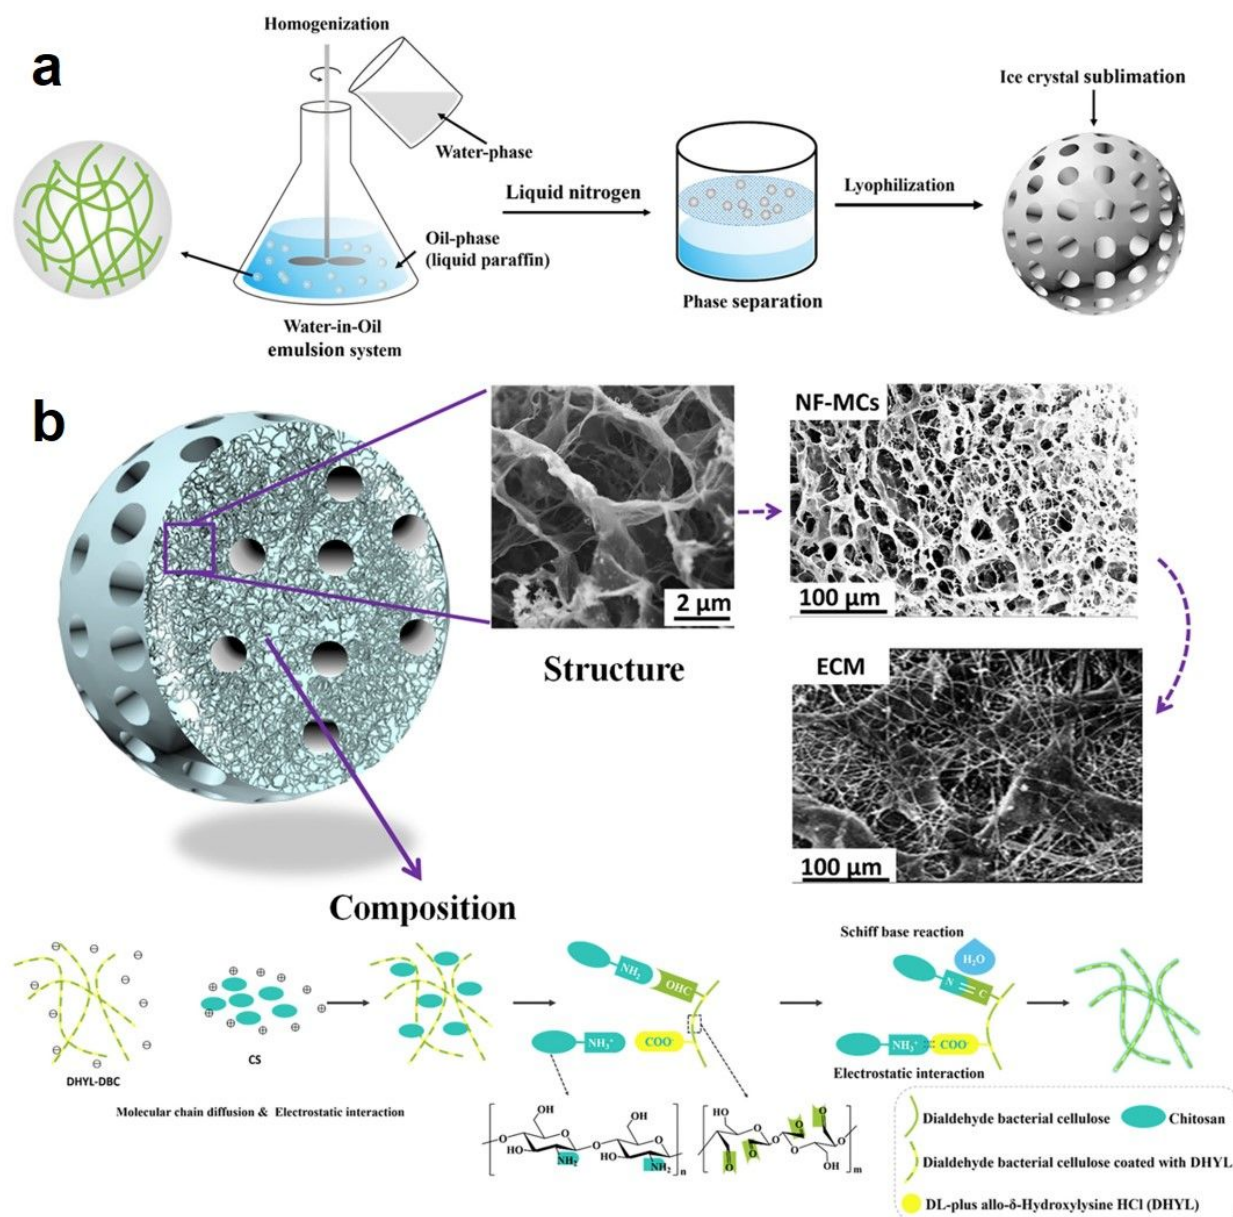 a
Homogenization
Water-phase
Oil-phase
(liquid paraffin)
Water-in-Oil
emulsion system
Liquid nitrogen
Phase separation
Lyophilization
Ice crystal sublimation
b
2 μm
Structure
NF-MCs
100 μm
ECM
100 μm
Composition
DHYL-DBC
CS
Molecular chain diffusion & Electrostatic interaction
NH₂
OHC
NH₃⁺
COO⁻
Schiff base reaction
H₂O
N
C
NH₃⁺
COO⁻
Electrostatic interaction
OH
O
O
HO
NH₂
OH
O
O
HO
NH₂
n
HO
O
O
O
O
O
O
O
OH
m
Dialdehyde bacterial cellulose
Chitosan
Dialdehyde bacterial cellulose coated with DHYL
DL-plus allo-δ-Hydroxylysine HCl (DHYL)